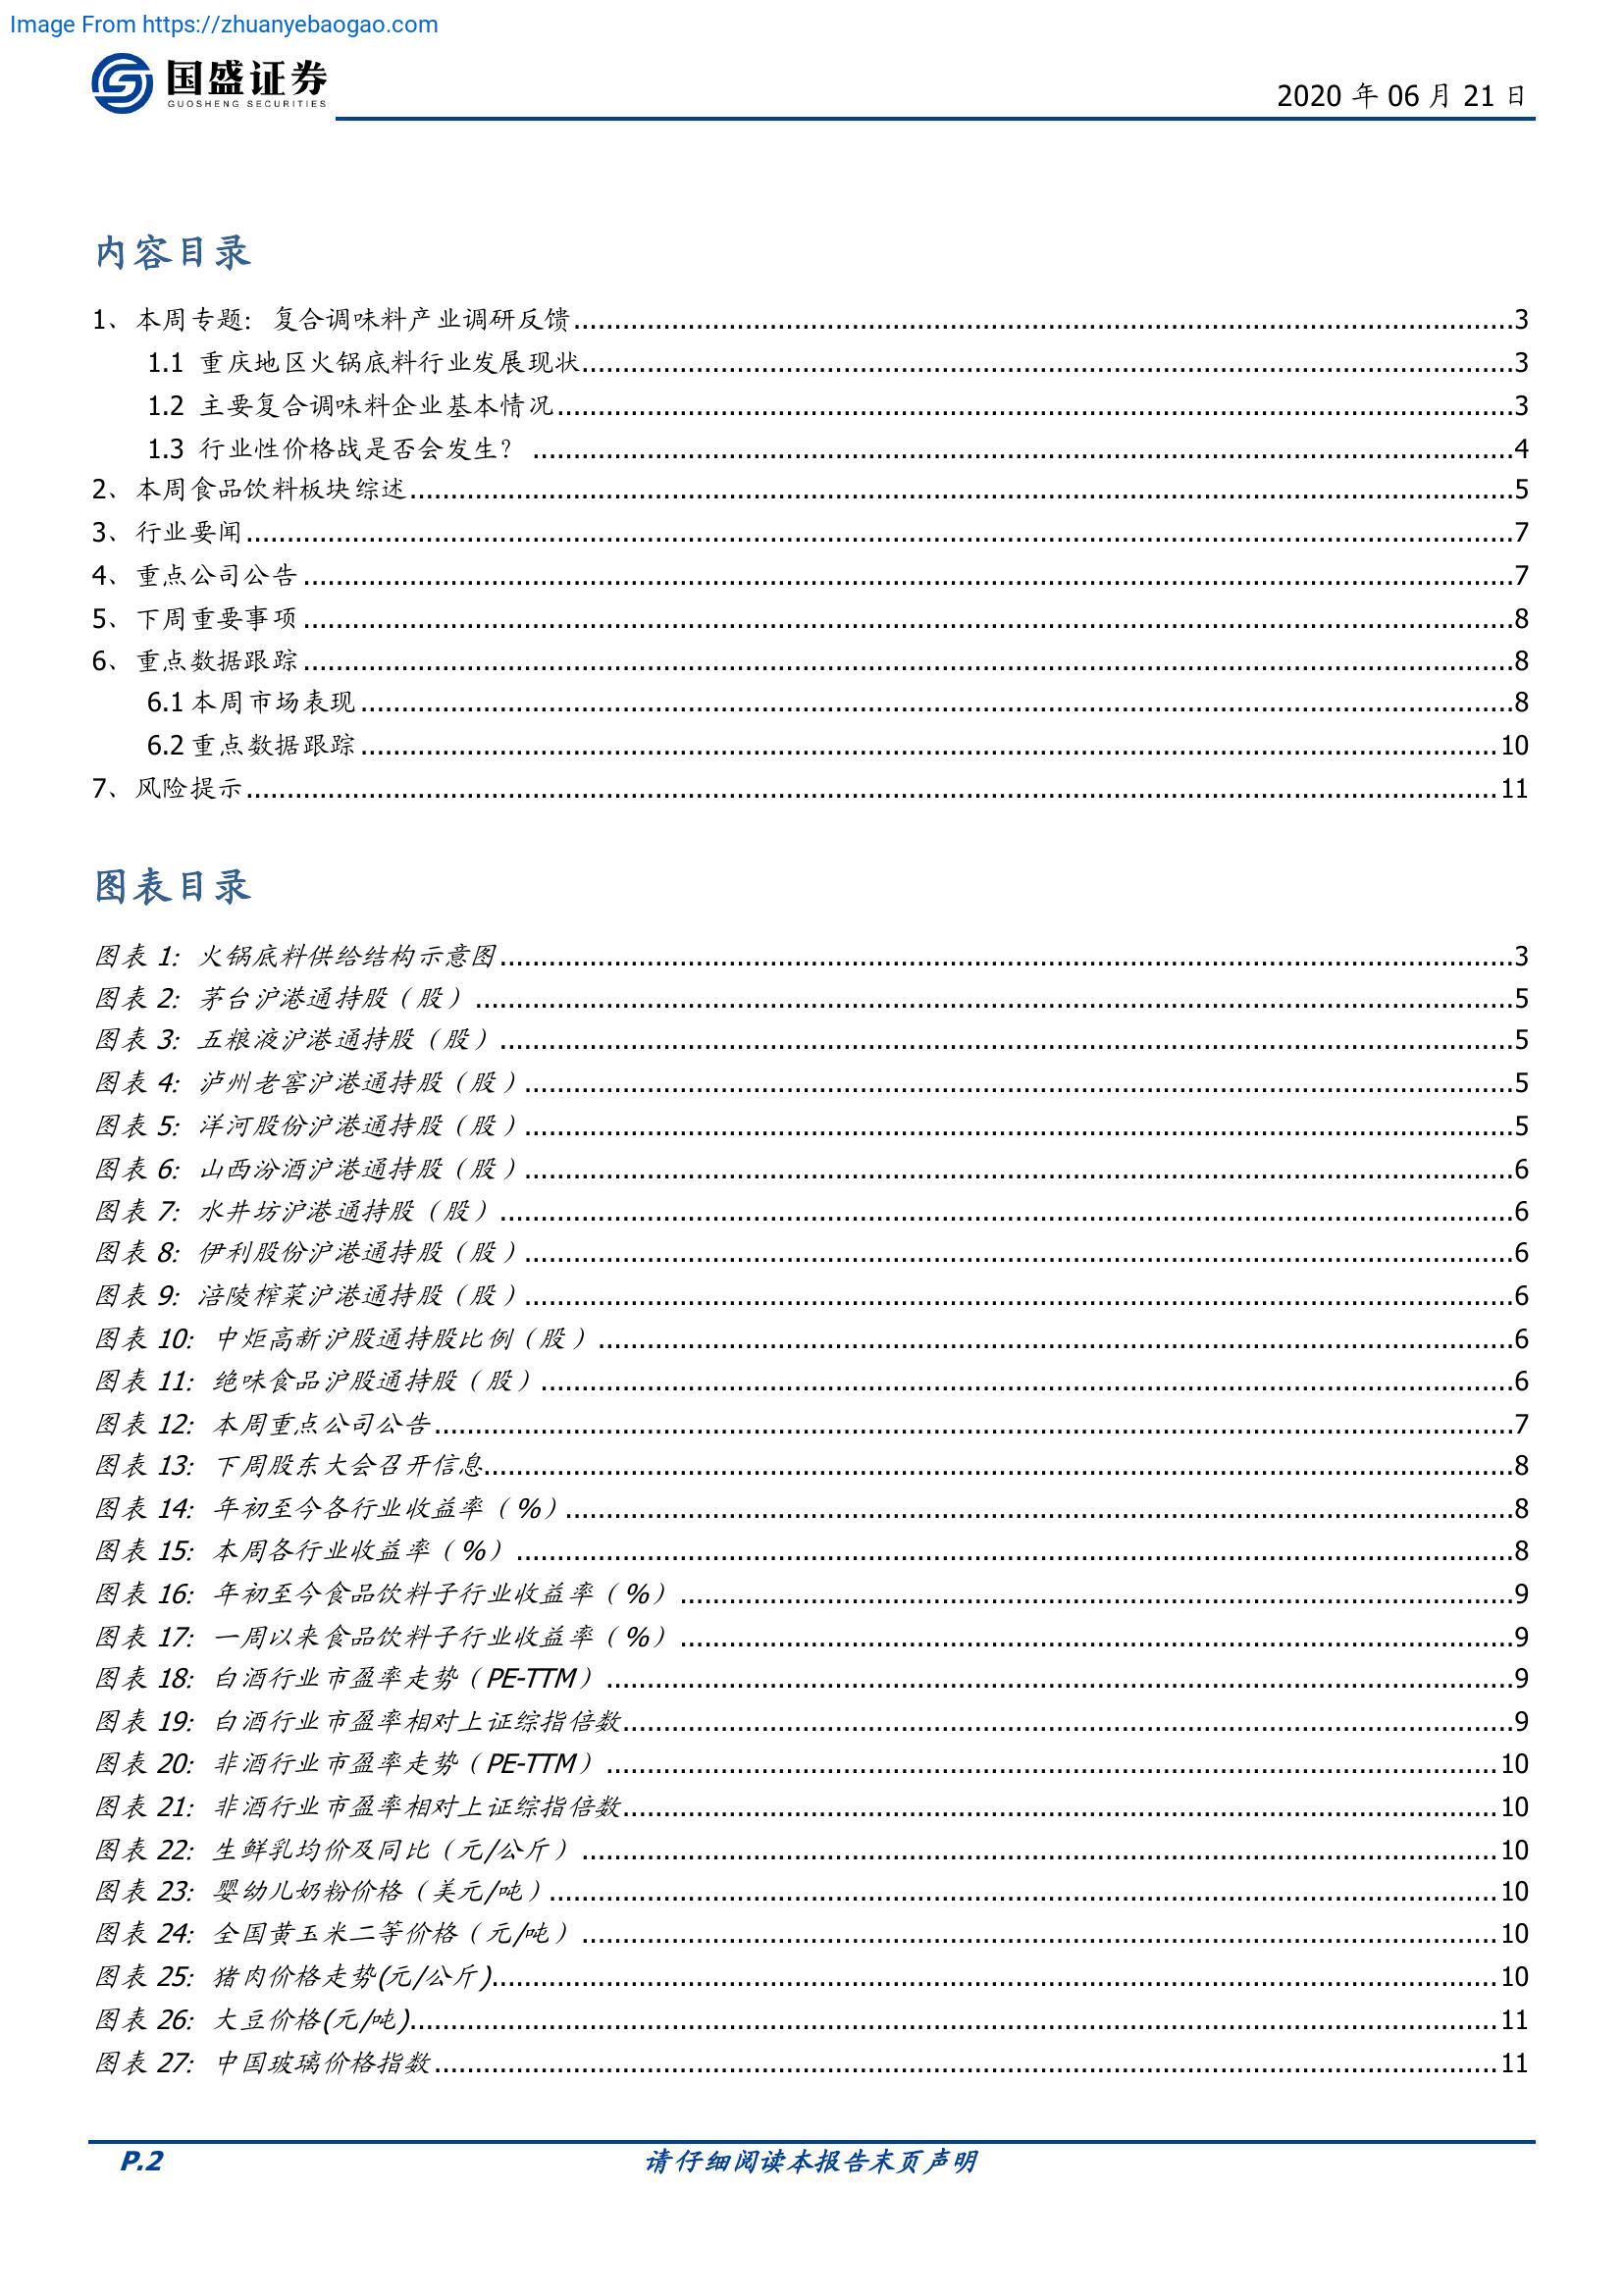 Image From https://zhuanyebaogao.com
国盛证券
GUOSHENG SECURITIES
2020 年 06 月 21 日
内容目录
1、本周专题：复合调味料产业调研反馈 3
1.1 重庆地区火锅底料行业发展现状 3
1.2 主要复合调味料企业基本情况 3
1.3 行业性价格战是否会发生？ 4
2、本周食品饮料板块综述 5
3、行业要闻 7
4、重点公司公告 7
5、下周重要事项 8
6、重点数据跟踪 8
6.1 本周市场表现 8
6.2 重点数据跟踪 10
7、风险提示 11
图表目录
图表 1：火锅底料供给结构示意图 3
图表 2：茅台沪港通持股（股） 5
图表 3：五粮液沪港通持股（股） 5
图表 4：泸州老窖沪港通持股（股） 5
图表 5：洋河股份沪港通持股（股） 5
图表 6：山西汾酒沪港通持股（股） 6
图表 7：水井坊沪港通持股（股） 6
图表 8：伊利股份沪港通持股（股） 6
图表 9：涪陵榨菜沪港通持股（股） 6
图表 10：中炬高新沪股通持股比例（股） 6
图表 11：绝味食品沪股通持股（股） 6
图表 12：本周重点公司公告 7
图表 13：下周股东大会召开信息 8
图表 14：年初至今各行业收益率（%） 8
图表 15：本周各行业收益率（%） 8
图表 16：年初至今食品饮料子行业收益率（%） 9
图表 17：一周以来食品饮料子行业收益率（%） 9
图表 18：白酒行业市盈率走势（PE-TTM） 9
图表 19：白酒行业市盈率相对上证综指倍数 9
图表 20：非酒行业市盈率走势（PE-TTM） 10
图表 21：非酒行业市盈率相对上证综指倍数 10
图表 22：生鲜乳均价及同比（元/公斤） 10
图表 23：婴幼儿奶粉价格（美元/吨） 10
图表 24：全国黄玉米二等价格（元/吨） 10
图表 25：猪肉价格走势(元/公斤) 10
图表 26：大豆价格(元/吨) 11
图表 27：中国玻璃价格指数 11
P.2
请仔细阅读本报告末页声明